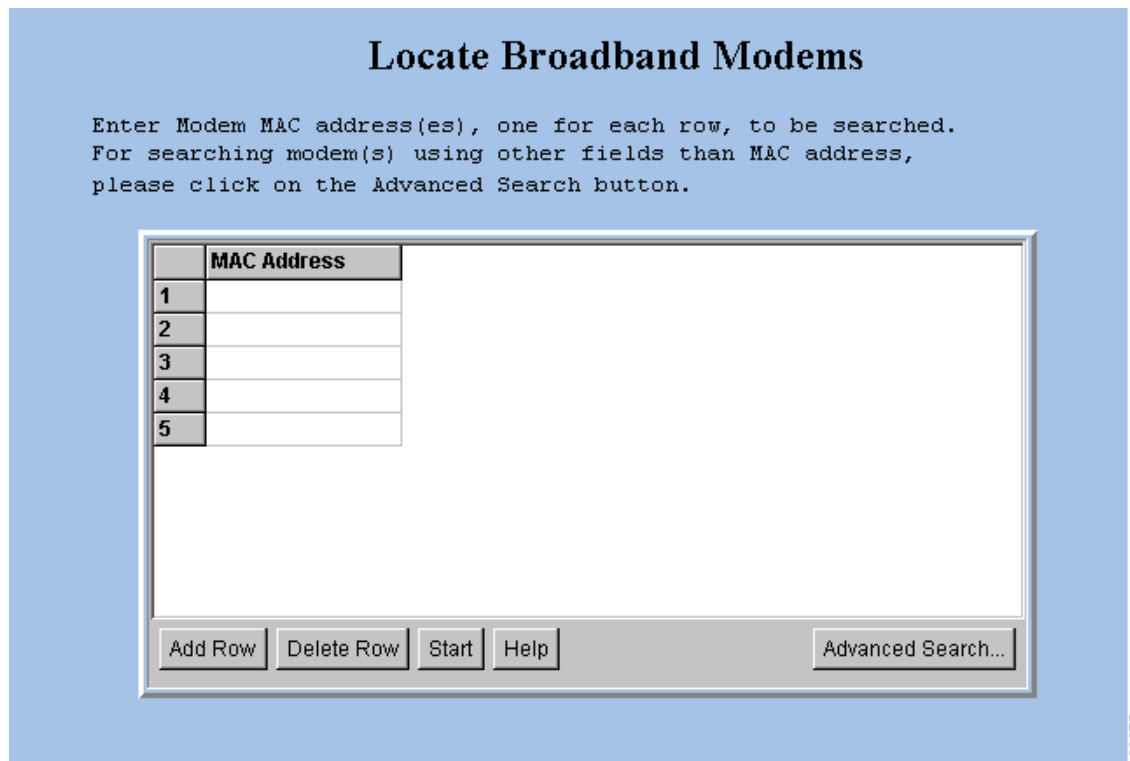 Locate Broadband Modems
Enter Modem MAC address(es), one for each row, to be searched.
For searching modem(s) using other fields than MAC address,
please click on the Advanced Search button.
MAC Address
1
2
3
4
5
Add Row Delete Row Start Help Advanced Search...